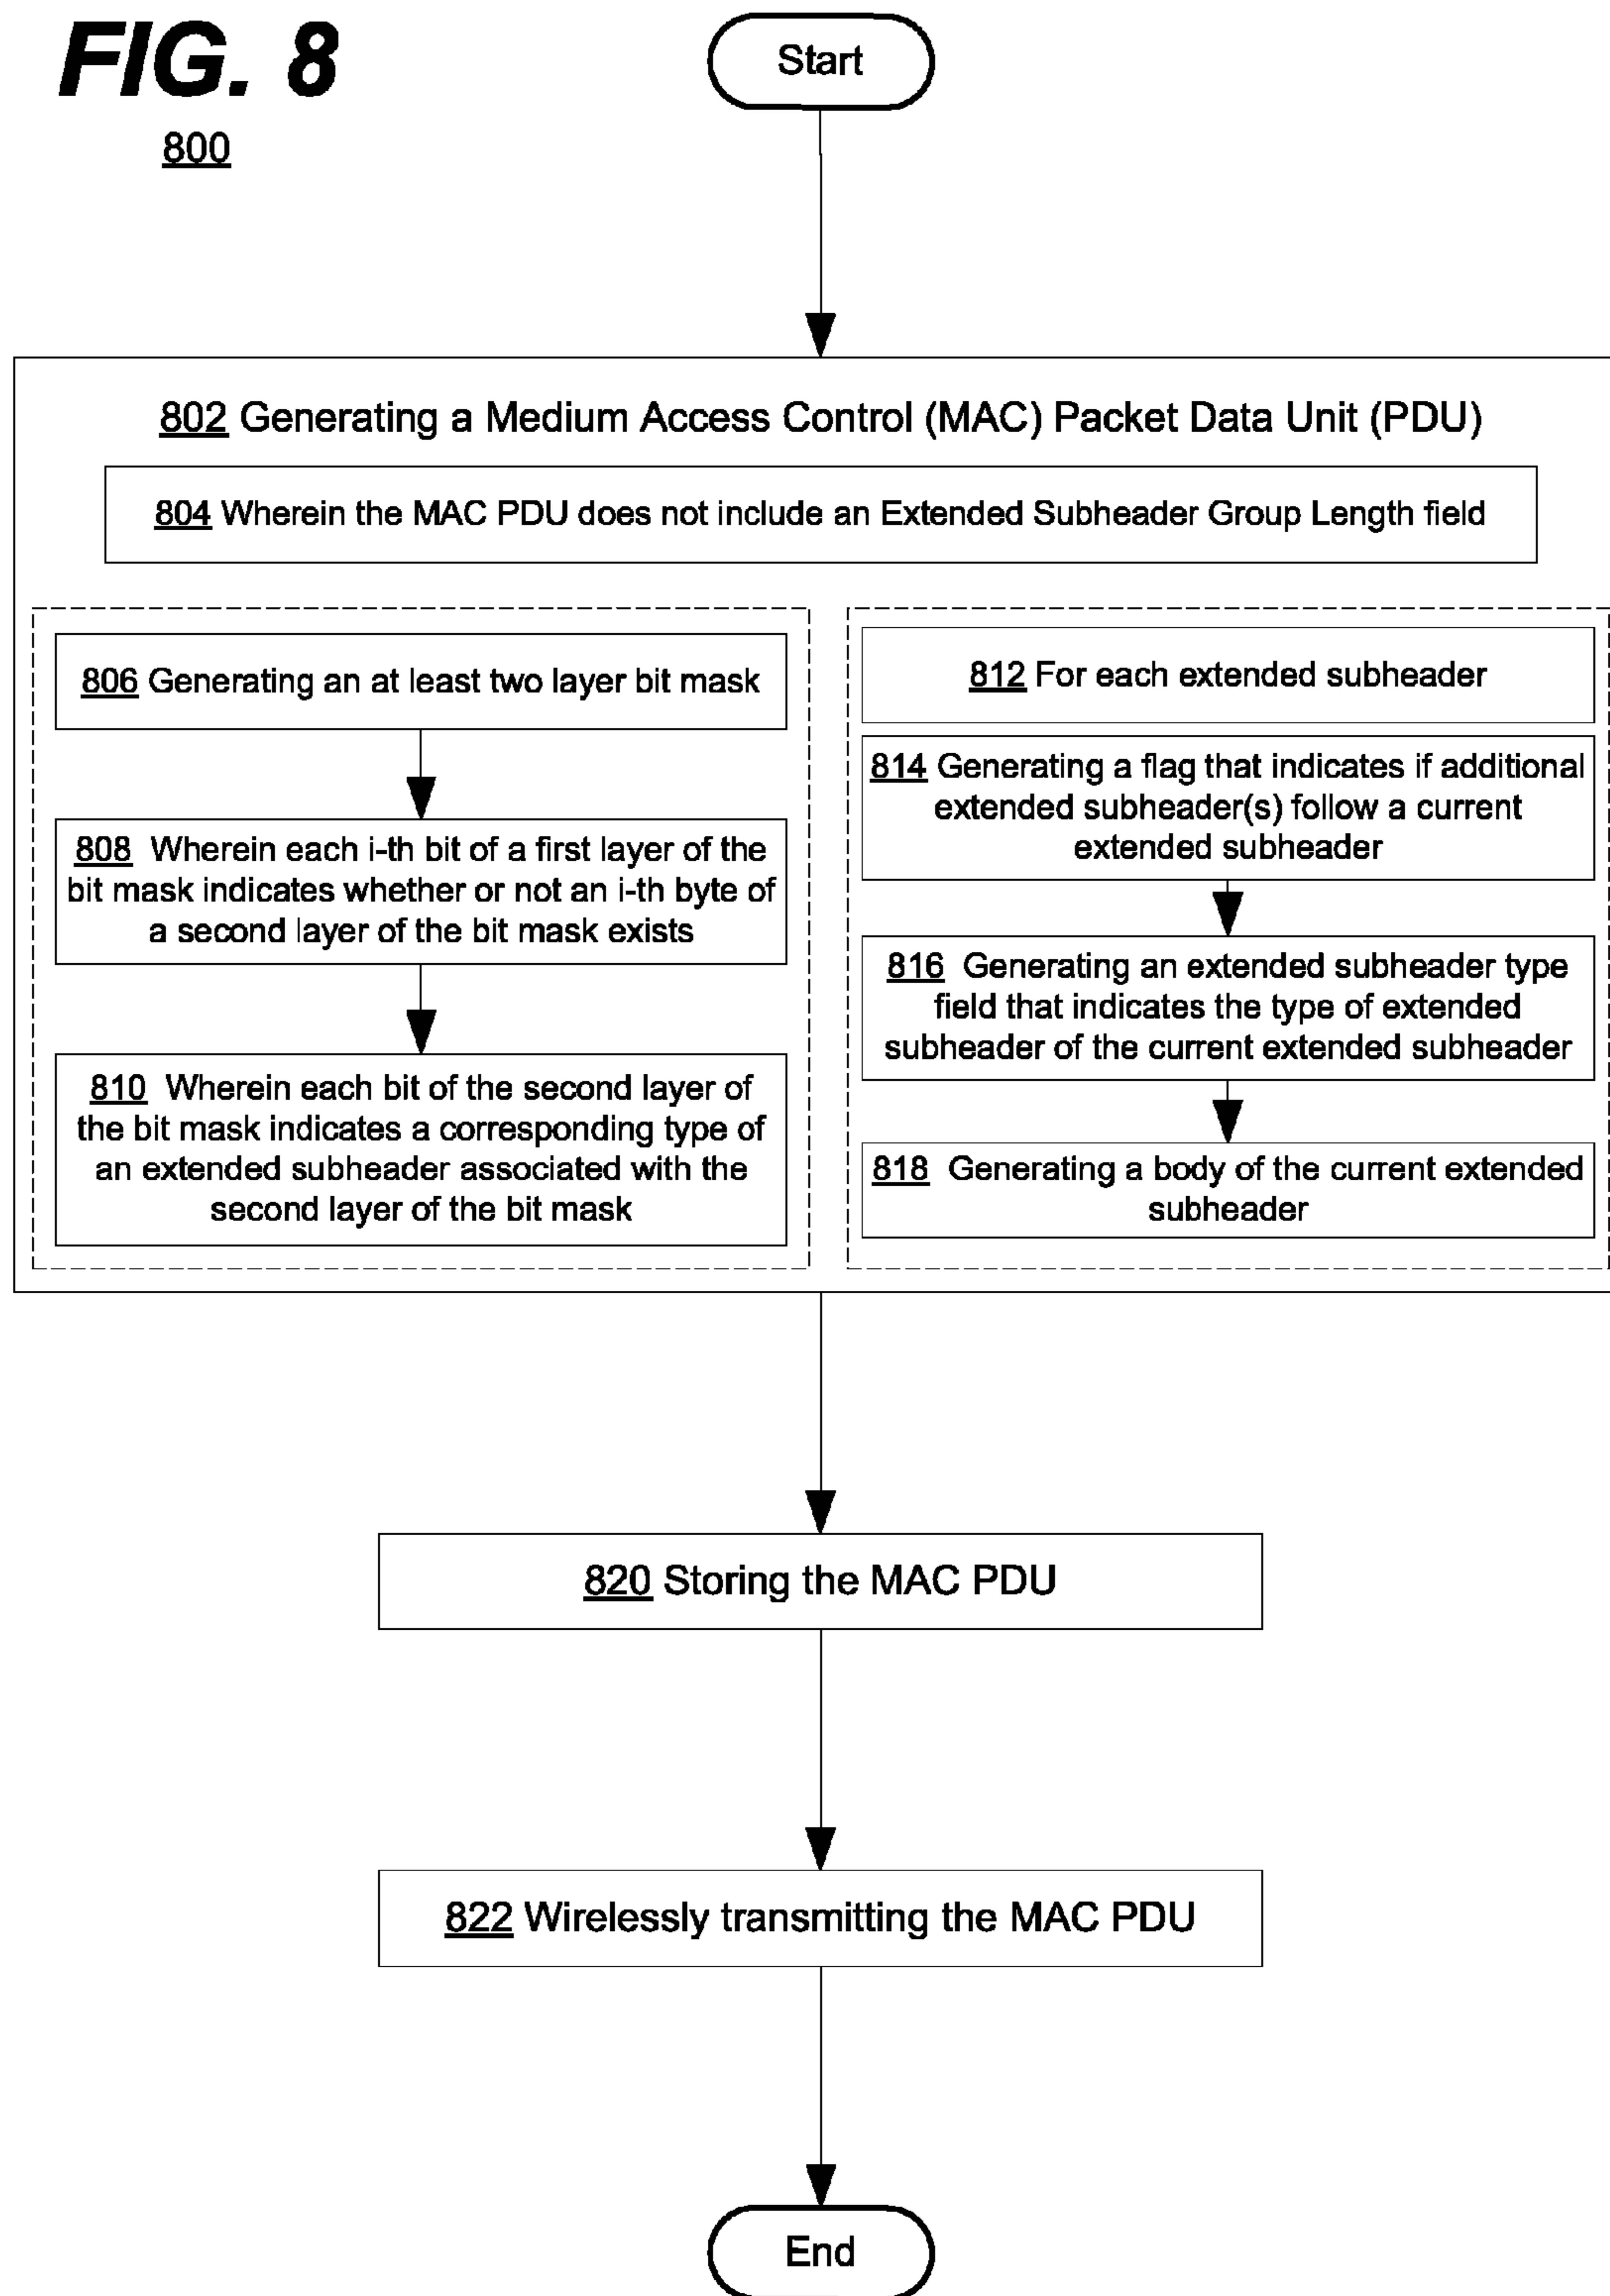 FIG. 8
800
Start
802 Generating a Medium Access Control (MAC) Packet Data Unit (PDU)
804 Wherein the MAC PDU does not include an Extended Subheader Group Length field
806 Generating an at least two layer bit mask
808 Wherein each i-th bit of a first layer of the
bit mask indicates whether or not an i-th byte of
a second layer of the bit mask exists
810 Wherein each bit of the second layer of
the bit mask indicates a corresponding type of
an extended subheader associated with the
second layer of the bit mask
812 For each extended subheader
814 Generating a flag that indicates if additional
extended subheader(s) follow a current
extended subheader
816 Generating an extended subheader type
field that indicates the type of extended
subheader of the current extended subheader
818 Generating a body of the current extended
subheader
820 Storing the MAC PDU
822 Wirelessly transmitting the MAC PDU
End